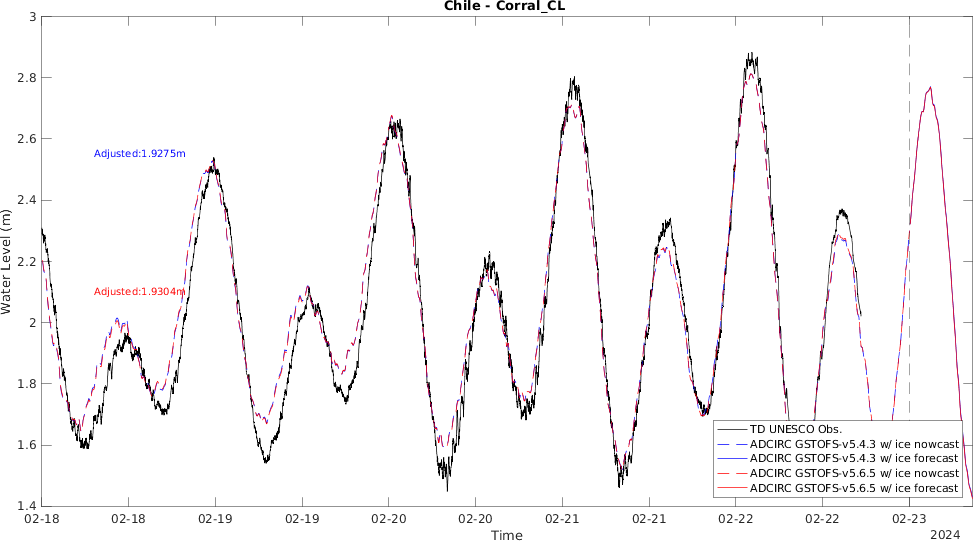 Chile - Corral_CL
3
2.8
2.6
2.4
2.2
2
1.8
1.6
1.4
Water Level (m)
Adjusted:1.9275m
Adjusted:1.9304m
TD UNESCO Obs.
ADCIRC GSTOFS-v5.4.3 w/ ice nowcast
ADCIRC GSTOFS-v5.4.3 w/ ice forecast
ADCIRC GSTOFS-v5.6.5 w/ ice nowcast
ADCIRC GSTOFS-v5.6.5 w/ ice forecast
02-18 02-18 02-19 02-19 02-20 02-20 02-21 02-21 02-22 02-22 02-23
Time
2024